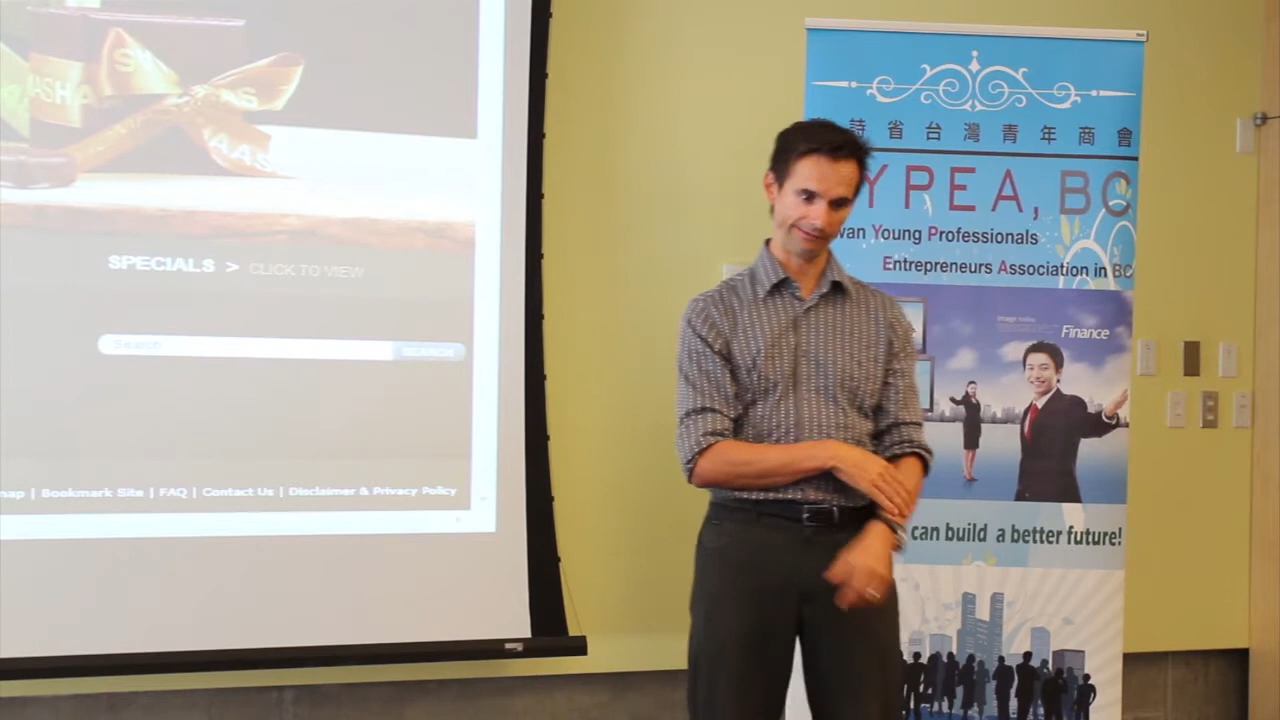 SPECIALS > CLICK TO VIEW
Search
SEARCH
map | Bookmark Site | FAQ | Contact Us | Disclaimer & Privacy Policy
詩省台灣青年商會
YPEA, BC
wan Young Professionals
Entrepreneurs Association in BC
Finance
can build a better future!